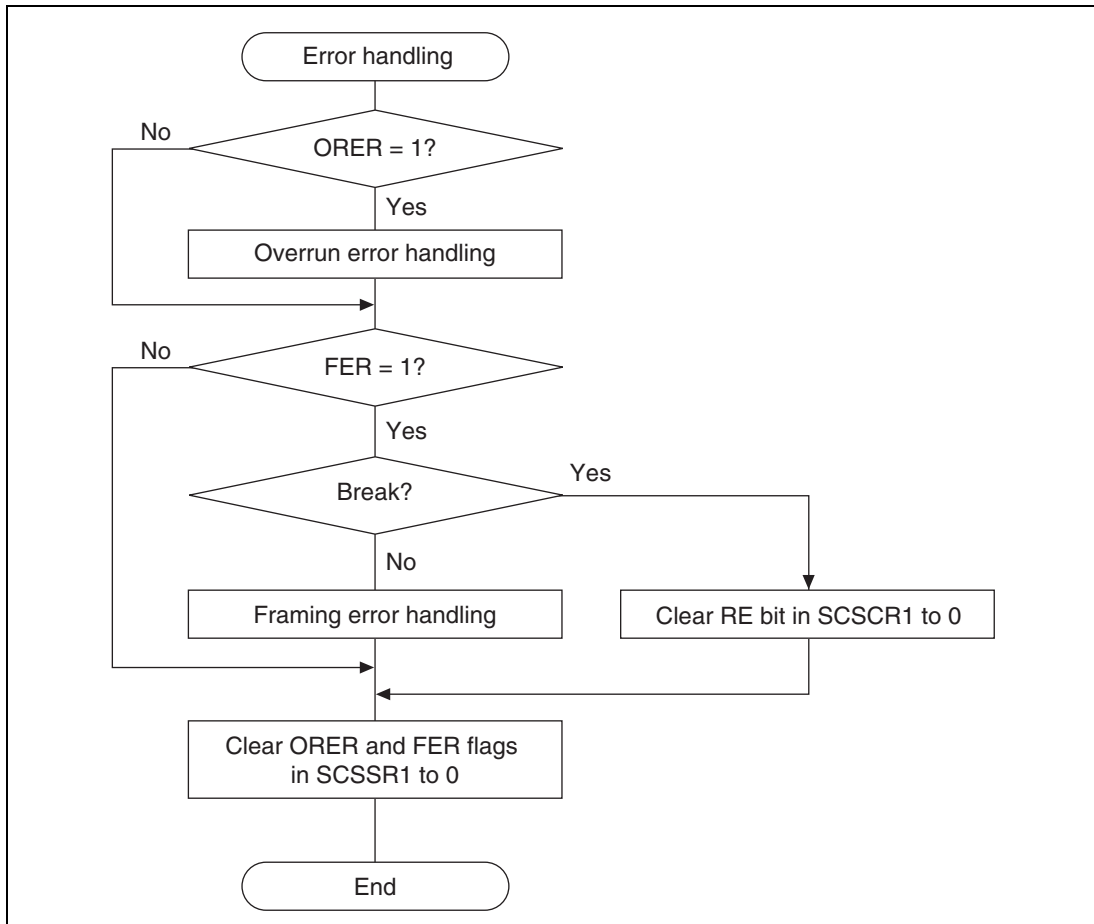 Error handling
No
ORER = 1?
Yes
Overrun error handling
No
FER = 1?
Yes
Break?
Yes
No
Framing error handling
Clear RE bit in SCSCR1 to 0
Clear ORER and FER flags
in SCSSR1 to 0
End